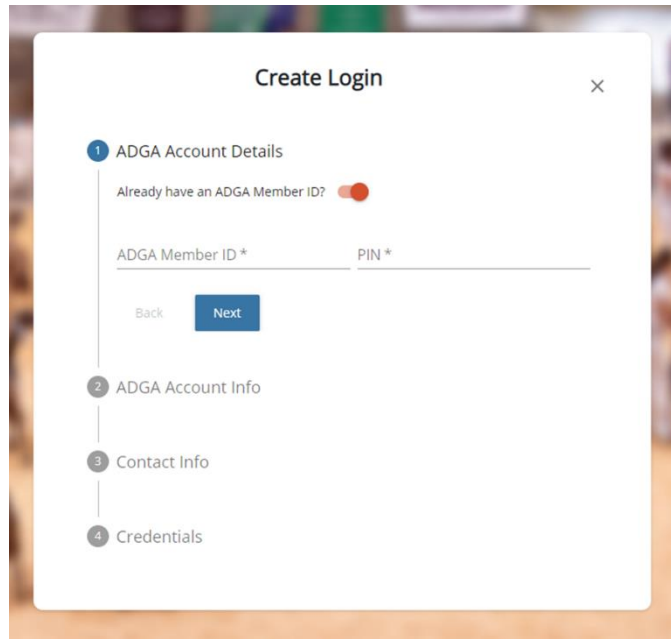 Create Login
1 ADGA Account Details
Already have an ADGA Member ID?
ADGA Member ID * PIN *
Back Next
2 ADGA Account Info
3 Contact Info
4 Credentials